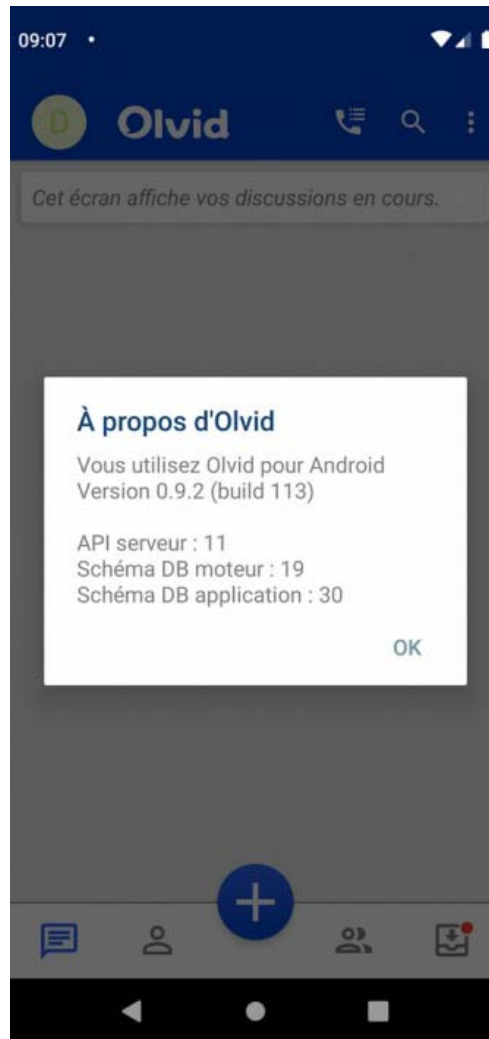 09:07
D
Olvid
Cet écran affiche vos discussions en cours.
À propos d'Olvid
Vous utilisez Olvid pour Android
Version 0.9.2 (build 113)
API serveur : 11
Schéma DB moteur : 19
Schéma DB application : 30
OK